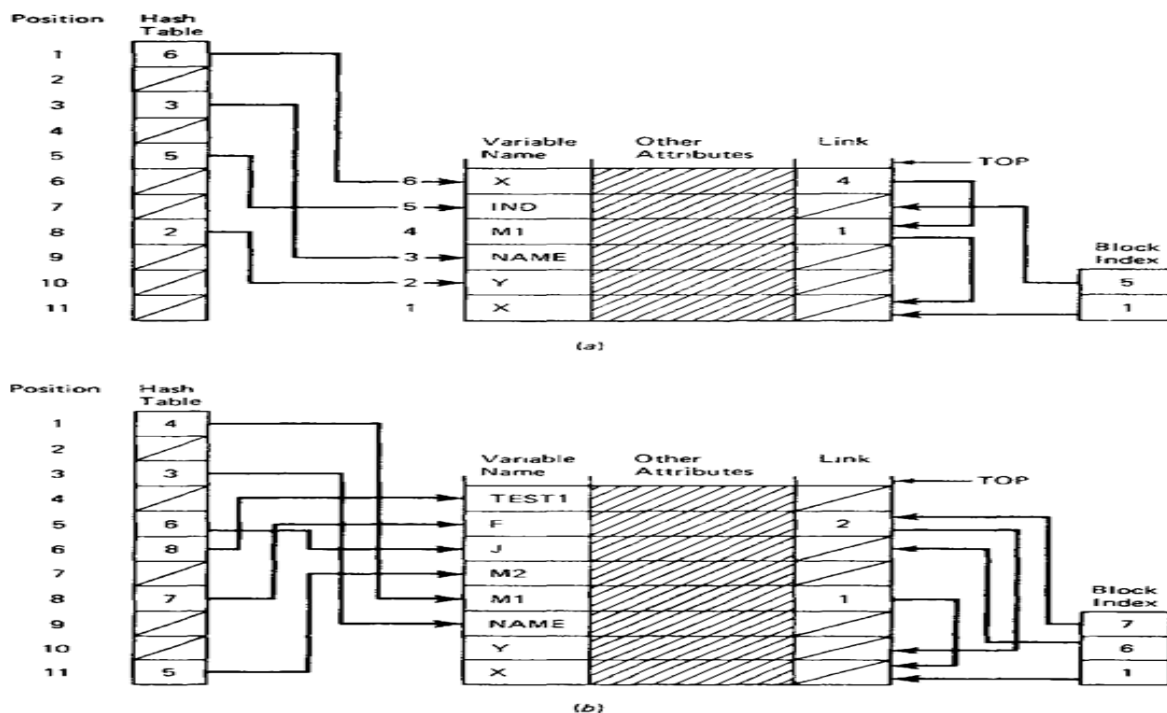 Position Hash Table
1 6
2
3 3
4
5 5
6
7
8 2
9
10
11
Variable Name Other Attributes Link
TOP
6 X 4
5 IND
4 M1 1
3 NAME
2 Y
1 X
Block Index
5
1
(a)
Position Hash Table
1 4
2
3 3
4
5 6
6 8
7
8 7
9
10
11 5
Variable Name Other Attributes Link
TOP
TEST1
F 2
J
M2
M1 1
NAME
Y
X
Block Index
7
6
1
(b)